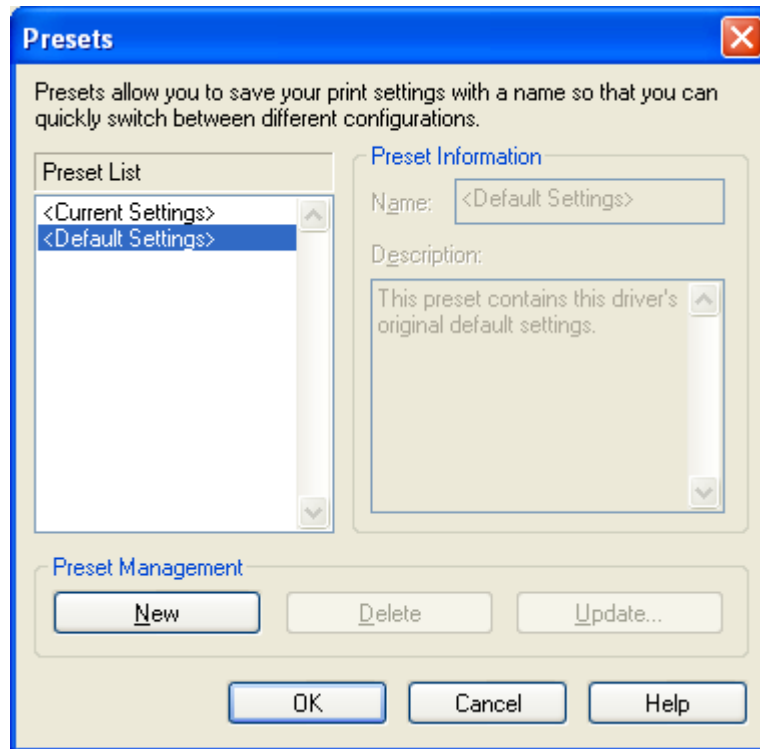 Presets
Presets allow you to save your print settings with a name so that you can
quickly switch between different configurations.
Preset List
<Current Settings>
<Default Settings>
Preset Information
Name:
<Default Settings>
Description:
This preset contains this driver's
original default settings.
Preset Management
New
Delete
Update...
OK
Cancel
Help